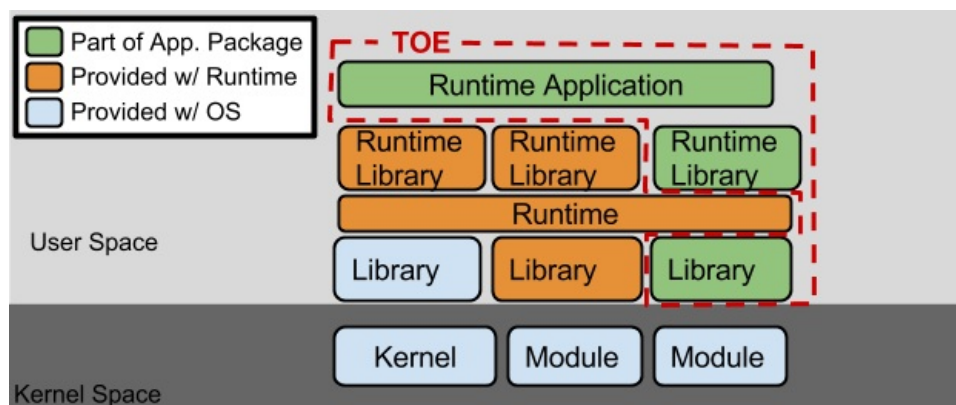 Part of App. Package
Provided w/ Runtime
Provided w/ OS
TOE
Runtime Application
Runtime
Library
Runtime
Library
Runtime
Library
Runtime
User Space
Library
Library
Library
Kernel
Module
Module
Kernel Space